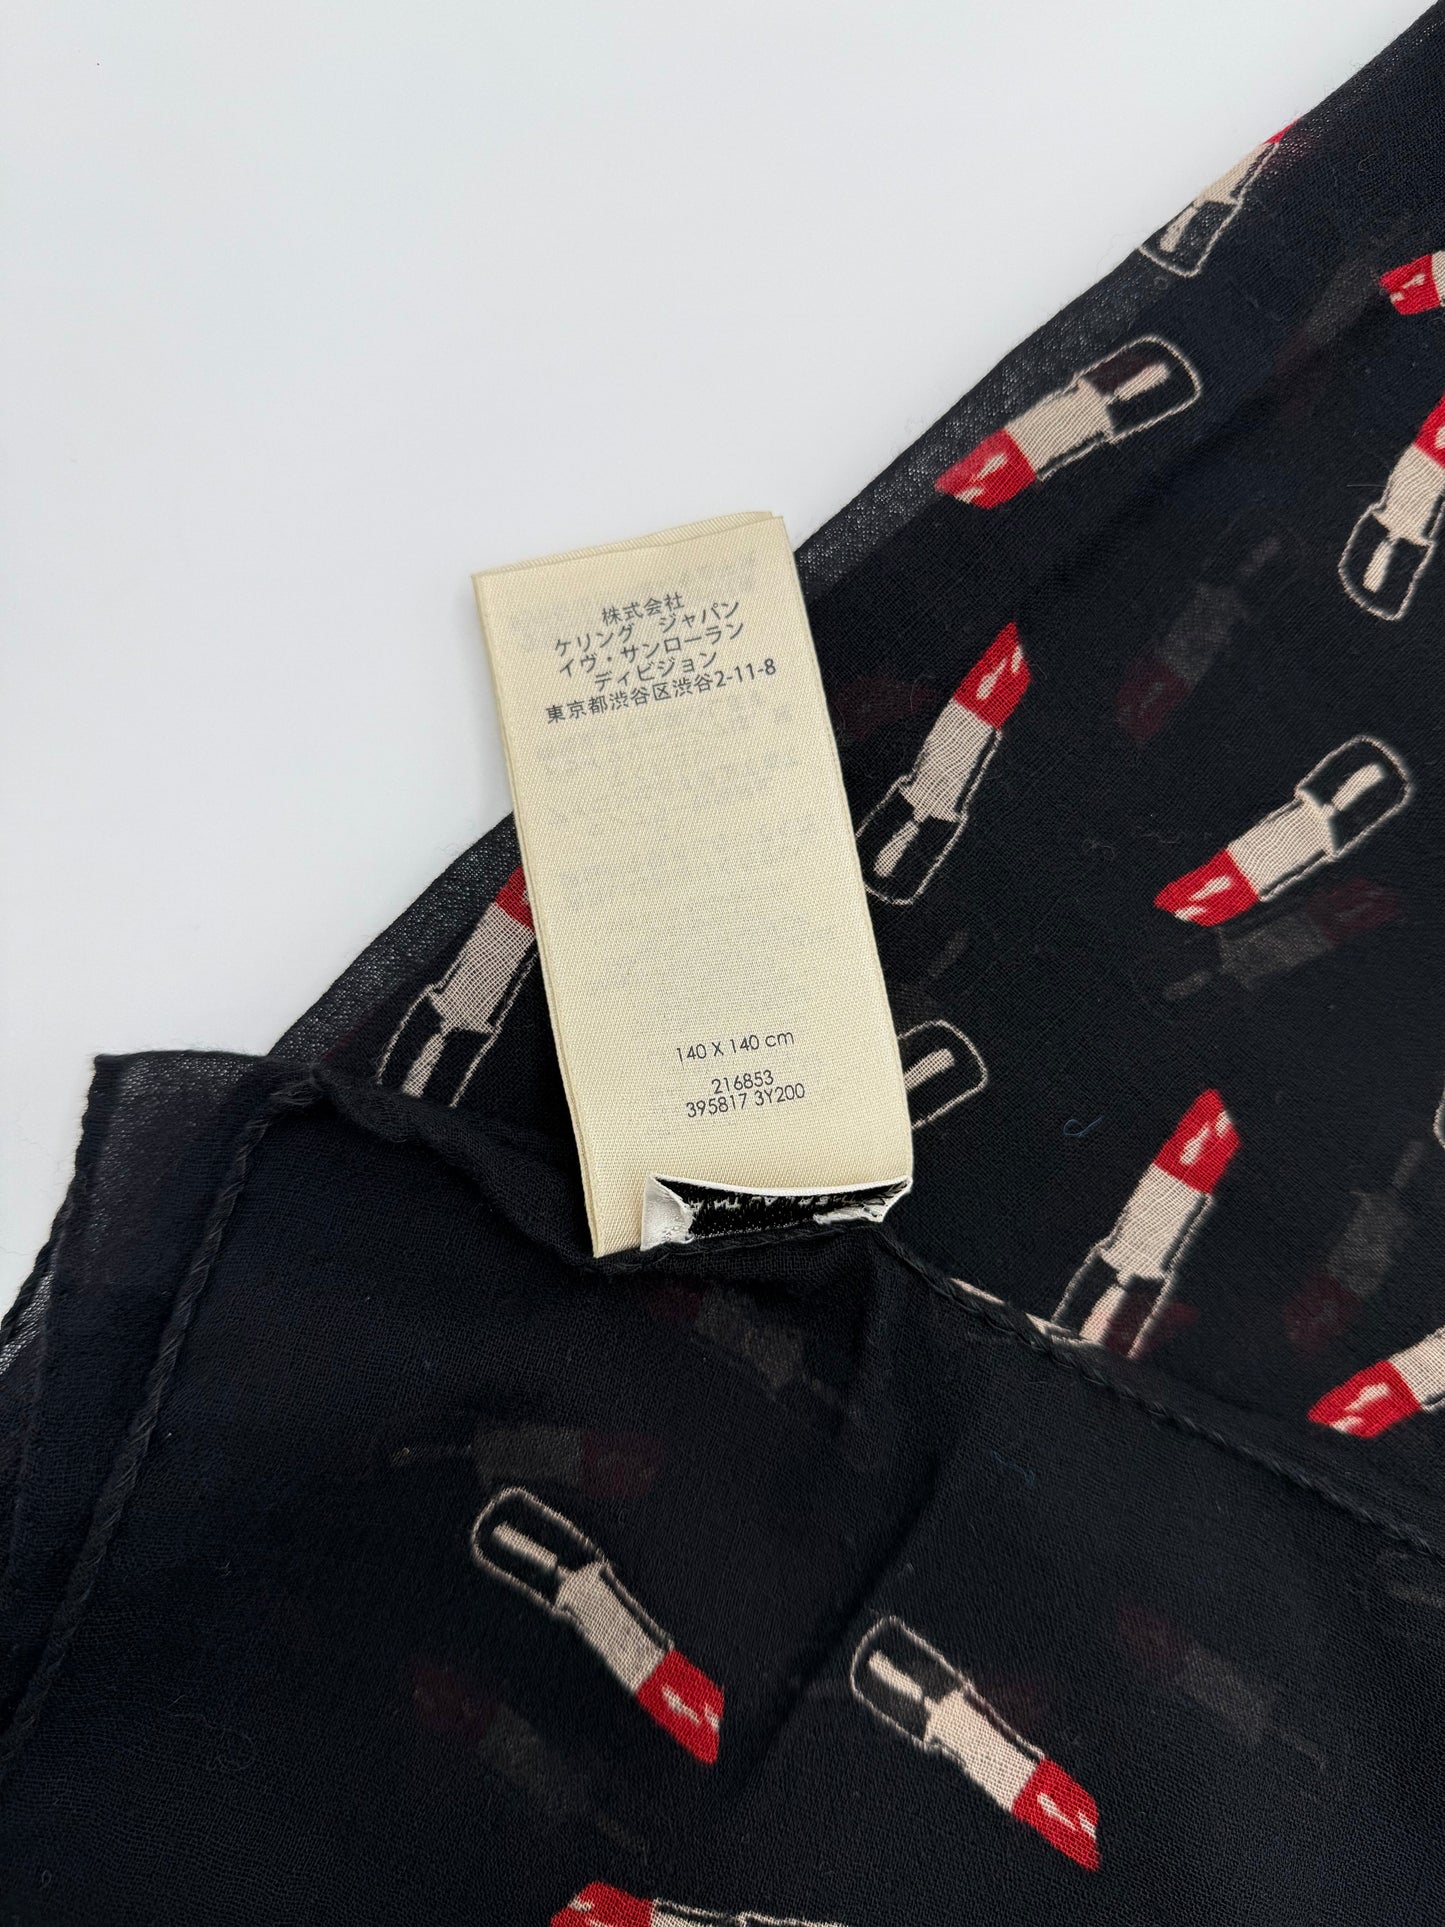 株式会社
ケリング ジャパン
イヴ・サンローラン
ディビジョン
東京都渋谷区渋谷2-11-8
140 X 140 cm
216853
395817 3Y200